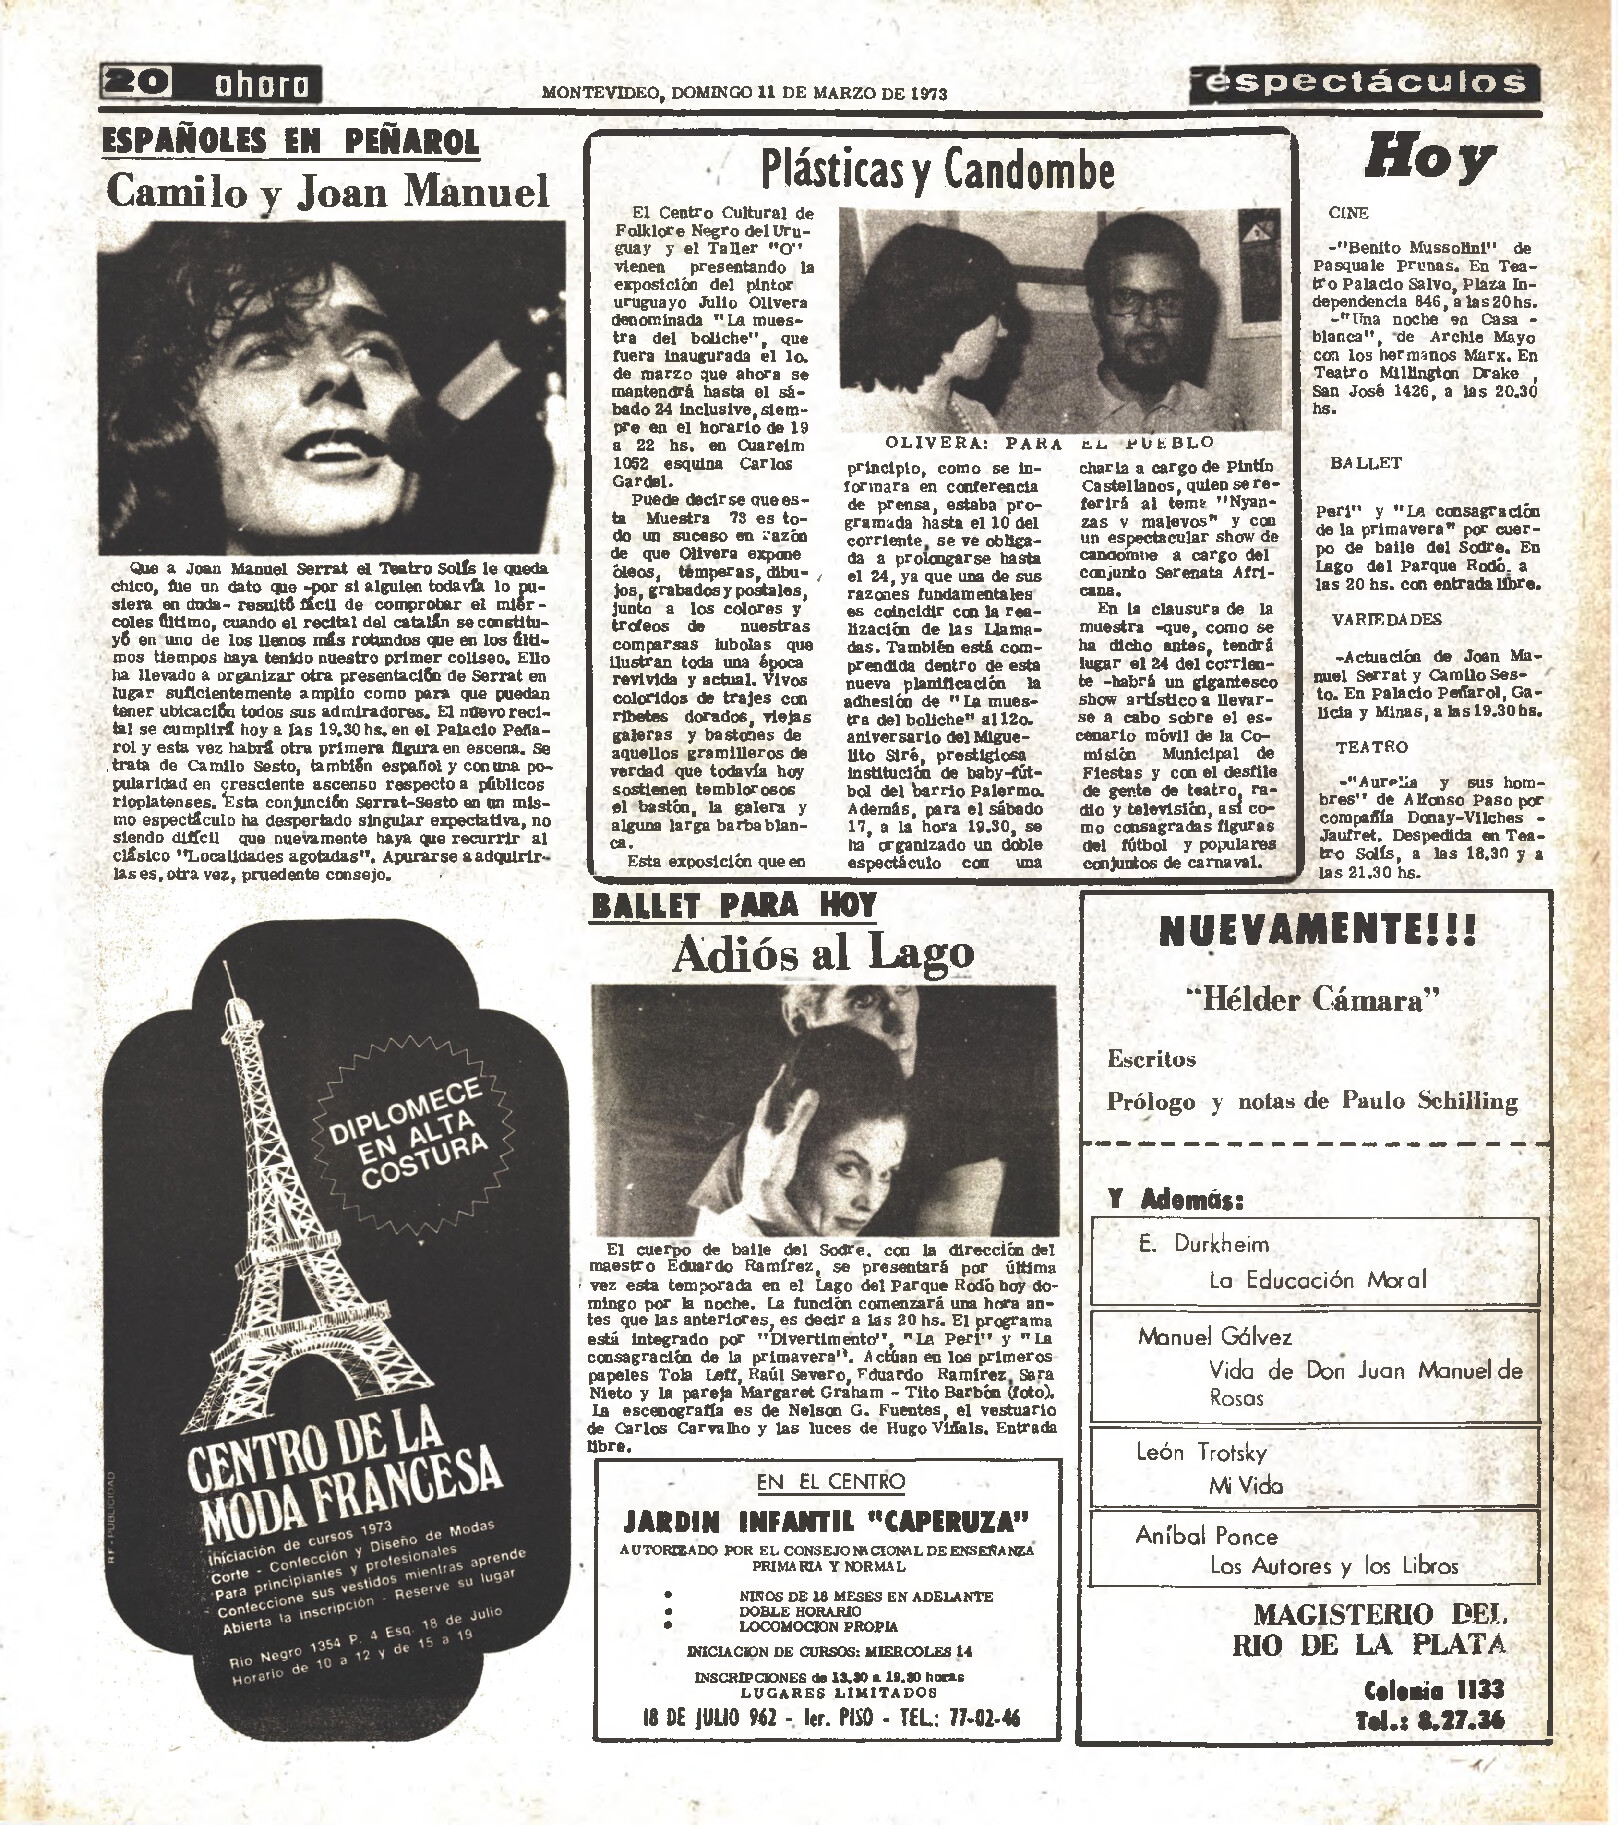 20 ahora
MONTEVIDEO, DOMINGO 11 DE MARZO DE 1973
espectáculos
ESPAÑOLES EN PEÑAROL
Camilo y Joan Manuel
Que a Joan Manuel Serrat el Teatro Solís le queda
chico, fue un dato que -por si alguien todavía lo pu-
siera en duda- resultó fácil de comprobar el miér-
coles último, cuando el recital del catalán se constitu-
yó en uno de los llenos más rotundos que en los últi-
mos tiempos haya tenido nuestro primer coliseo. Ello
ha llevado a organizar otra presentación de Serrat en
lugar suficientemente amplio como para que puedan
tener ubicación todos sus admiradores. El nuevo reci-
tal se cumplirá hoy a las 19.30 hs. en el Palacio Peña-
rol y esta vez habrá otra primera figura en escena. Se
trata de Camilo Sesto, también español y con una po-
pularidad en cresciente ascenso respecto a públicos
rioplatenses. Esta conjunción Serrat-Sesto en un mis-
mo espectáculo ha despertado singular expectativa, no
siendo difícil que nuevamente haya que recurrir al
clásico "Localidades agotadas". Apurarse a adquirir-
las es, otra vez, pruedente consejo.
Plásticas y Candombe
El Centro Cultural de
Folklore Negro del Uru-
guay y el Taller "O"
vienen presentando la
exposición del pintor
uruguayo Julio Olivera
denominada "La mues-
tra del boliche", que
fuera inaugurada el 1o.
de marzo que ahora se
mantendrá hasta el sá-
bado 24 inclusive, siem-
pre en el horario de 19
a 22 hs. en Cuareim
1052 esquina Carlos
Gardel.
Puede decirse que es-
ta Muestra 73 es to-
do un suceso en razón
de que Olivera expone
óleos, témperas, dibu-
jos, grabados y postales,
junto a los colores y
trofeos de nuestras
comparsas lubolas que
ilustran toda una época
revivida y actual. Vivos
coloridos de trajes con
ribetes dorados, viejas
galeras y bastones de
aquellos gramilleros de
verdad que todavía hoy
sostienen temblorosos
el bastón, la galera y
alguna larga barba blan-
ca.
Esta exposición que en
OLIVERA: PARA EL PUEBLO
principio, como se in-
formara en conferencia
de prensa, estaba pro-
gramada hasta el 10 del
corriente, se ve obliga-
da a prolongarse hasta
el 24, ya que una de sus
razones fundamentales
es coincidir con la rea-
lización de las Llama-
das. También está com-
prendida dentro de esta
nueva planificación la
adhesión de "La mues-
tra del boliche" al 12o.
aniversario del Migue-
lito Siré, prestigiosa
institución de baby-fút-
bol del barrio Palermo.
Además, para el sábado
17, a la hora 19.30, se
ha organizado un doble
espectáculo con una
charla a cargo de Pintín
Castellanos, quien se re-
ferirá al tema "Nyan-
zas y malevos" y con
un espectacular show de
candombe a cargo del
conjunto Serenata Afri-
cana.
En la clausura de la
muestra -que, como se
ha dicho antes, tendrá
lugar el 24 del corrien-
te -habrá un gigantesco
show artístico a llevar-
se a cabo sobre el es-
cenario móvil de la Co-
misión Municipal de
Fiestas y con el desfile
de gente de teatro, ra-
dio y televisión, así co-
mo consagradas figuras
del fútbol y populares
conjuntos de carnaval.
Hoy
CINE
-"Benito Mussolini" de
Pasquale Prunas. En Tea-
tro Palacio Salvo, Plaza In-
dependencia 846, a las 20 hs.
-"Una noche en Casa -
blanca", de Archie Mayo
con los hermanos Marx. En
Teatro Millington Drake,
San José 1426, a las 20.30
hs.
BALLET
Peri" y "La consagración
de la primavera" por cuer-
po de baile del Sodre. En
Lago del Parque Rodó. a
las 20 hs. con entrada libre.
VARIEDADES
-Actuación de Joan Ma-
nuel Serrat y Camilo Ses-
to. En Palacio Peñarol, Ga-
licia y Minas, a las 19.30 hs.
TEATRO
-"Aurelia y sus hom-
bres" de Alfonso Paso por
compañía Donay-Vilches -
Jaufret. Despedida en Tea-
tro Solís, a las 18.30 y a
las 21.30 hs.
BALLET PARA HOY
Adiós al Lago
El cuerpo de baile del Sodre. con la dirección del
maestro Eduardo Ramírez, se presentará por última
vez esta temporada en el Lago del Parque Rodó hoy do-
mingo por la noche. La función comenzará una hora an-
tes que las anteriores, es decir a las 20 hs. El programa
está integrado por "Divertimento", "La Peri" y "La
consagración de la primavera". Actúan en los primeros
papeles Tola Leff, Raúl Severo, Eduardo Ramírez, Sara
Nieto y la pareja Margaret Graham - Tito Barbón (foto).
La escenografía es de Nelson G. Fuentes, el vestuario
de Carlos Carvalho y las luces de Hugo Viñals. Entrada
libre.
DIPLOMECE
EN ALTA
COSTURA
CENTRO DE LA
MODA FRANCESA
Iniciación de cursos 1973
Corte - Confección y Diseño de Modas
Para principiantes y profesionales
Confeccione sus vestidos mientras aprende
Abierta la inscripción - Reserve su lugar
Rio Negro 1354 P. 4 Esq. 18 de Julio
Horario de 10 a 12 y de 15 a 19
RF - PUBLICIDAD
EN EL CENTRO
JARDIN INFANTIL "CAPERUZA"
AUTORIZADO POR EL CONSEJO NACIONAL DE ENSEÑANZA
PRIMARIA Y NORMAL
• NIÑOS DE 18 MESES EN ADELANTE
• DOBLE HORARIO
• LOCOMOCION PROPIA
INICIACION DE CURSOS: MIERCOLES 14
INSCRIPCIONES de 13.30 a 19.30 horas
LUGARES LIMITADOS
18 DE JULIO 962 - 1er. PISO - TEL.: 77-02-46
NUEVAMENTE!!!
"Hélder Cámara"
Escritos
Prólogo y notas de Paulo Schilling
Y Además:
E. Durkheim
La Educación Moral
Manuel Gálvez
Vida de Don Juan Manuel de
Rosas
León Trotsky
Mi Vida
Aníbal Ponce
Los Autores y los Libros
MAGISTERIO DEL
RIO DE LA PLATA
Colonia 1133
Tel.: 8.27.36